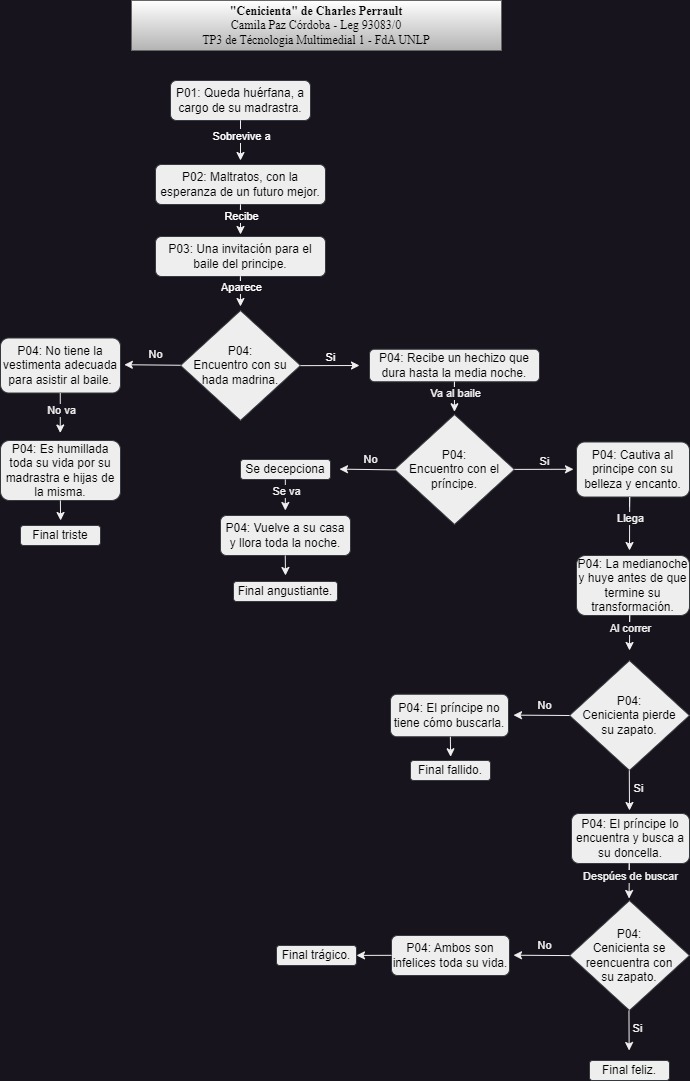 "Cenicienta" de Charles Perrault
Camila Paz Córdoba - Leg 93083/0
TP3 de Técnologia Multimedial 1 - FdA UNLP
P01: Queda huérfana, a
cargo de su madrastra.
Sobrevive a
P02: Maltratos, con la
esperanza de un futuro mejor.
Recibe
P03: Una invitación para el
baile del principe.
Aparece
P04:
Encuentro con su
hada madrina.
No
P04: No tiene la
vestimenta adecuada
para asistir al baile.
No va
P04: Es humillada
toda su vida por su
madrastra e hijas de
la misma.
Final triste
Si
P04: Recibe un hechizo que
dura hasta la media noche.
Va al baile
P04:
Encuentro con el
príncipe.
No
Se decepciona
Se va
P04: Vuelve a su casa
y llora toda la noche.
Final angustiante.
Si
P04: Cautiva al
principe con su
belleza y encanto.
Llega
P04: La medianoche
y huye antes de que
termine su
transformación.
Al correr
P04:
Cenicienta pierde
su zapato.
No
P04: El príncipe no
tiene cómo buscarla.
Final fallido.
Si
P04: El príncipe lo
encuentra y busca a
su doncella.
Despúes de buscar
P04:
Cenicienta se
reencuentra con
su zapato.
No
P04: Ambos son
infelices toda su vida.
Final trágico.
Si
Final feliz.